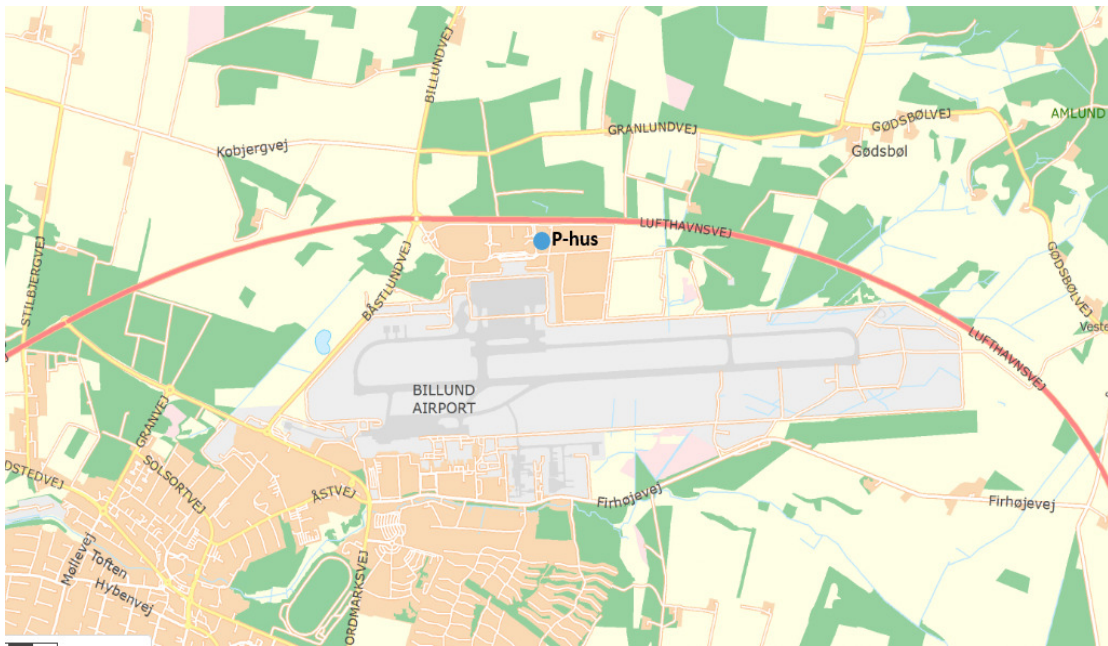 BILLUNDVEJ
GRANLUNDVEJ
GØDSBØLVEJ
AMLUND
Kobjergvej
Gødsbøl
LUFTHAVNSVEJ
P-hus
STILBJERGVEJ
BÅSTLUNDVEJ
GØDSBØLVEJ
Veste
LUFTHAVNSVEJ
BILLUND
AIRPORT
GRANVEJ
SOLSORTVEJ
DSTEDVEJ
ÅSTVEJ
Firhøjevej
Firhøjevej
Møllevej
Toften
Hybenvej
ORDMARKSVEJ